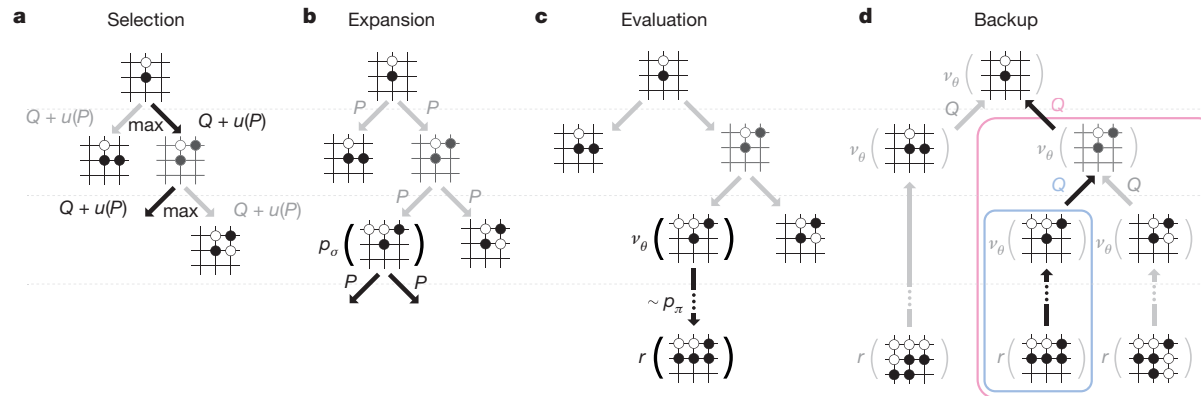 a Selection
Q + u(P) max Q + u(P)
Q + u(P) max Q + u(P)
b Expansion
P P
P P
pσ ( )
P P
c Evaluation
νθ ( )
~ pπ
r ( )
d Backup
νθ ( )
Q Q
νθ ( ) νθ ( )
Q Q
νθ ( ) νθ ( )
r ( ) r ( ) r ( )